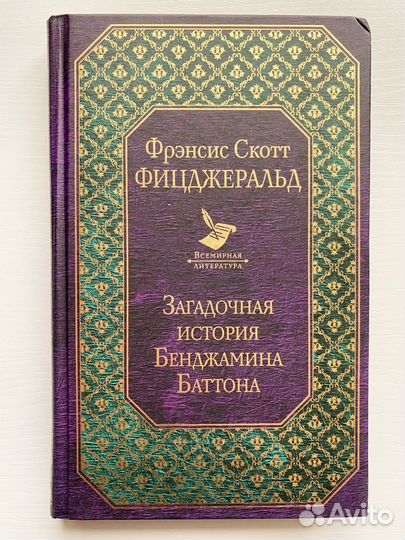 Фрэнсис Скотт
ФИЦДЖЕРАЛЬД
Всемирная
литература
Загадочная
история
Бенджамина
Баттона
Avito